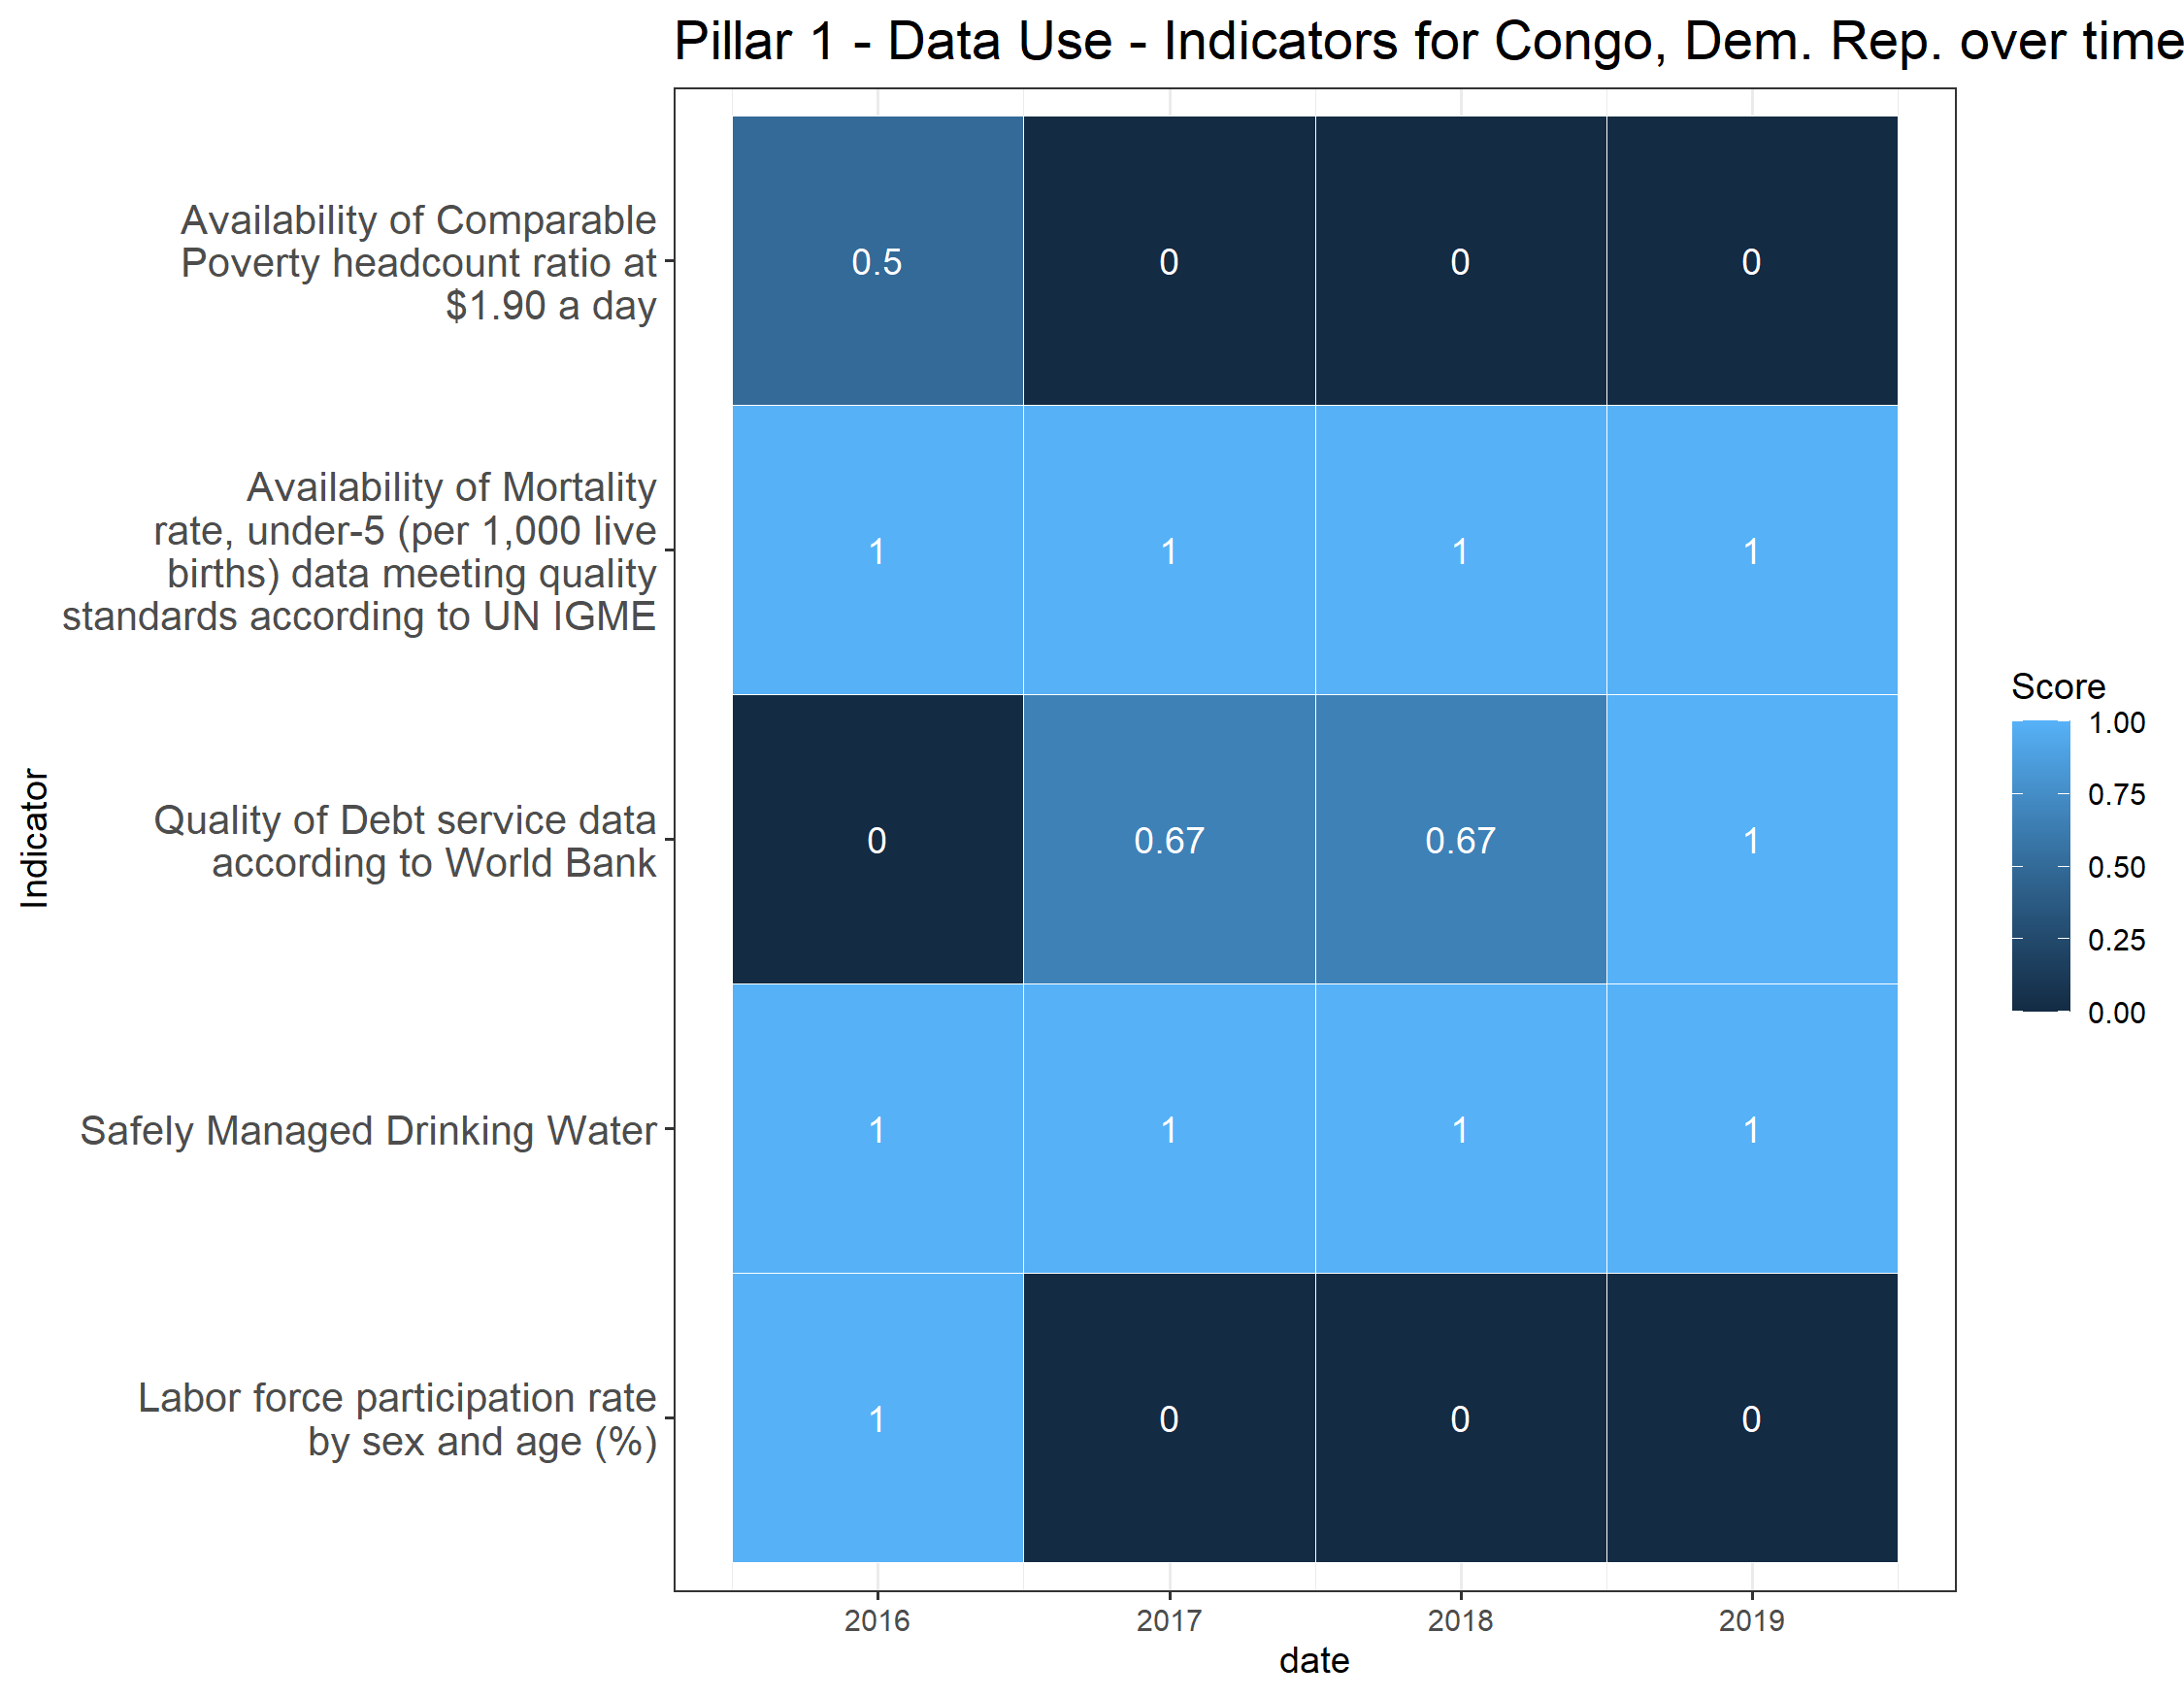 Pillar 1 - Data Use - Indicators for Congo, Dem. Rep. over time
Indicator
Availability of Comparable
Poverty headcount ratio at
$1.90 a day
0.5
0
0
0
Availability of Mortality
rate, under-5 (per 1,000 live
births) data meeting quality
standards according to UN IGME
1
1
1
1
Quality of Debt service data
according to World Bank
0
0.67
0.67
1
Safely Managed Drinking Water
1
1
1
1
Labor force participation rate
by sex and age (%)
1
0
0
0
2016
2017
2018
2019
date
Score
1.00
0.75
0.50
0.25
0.00